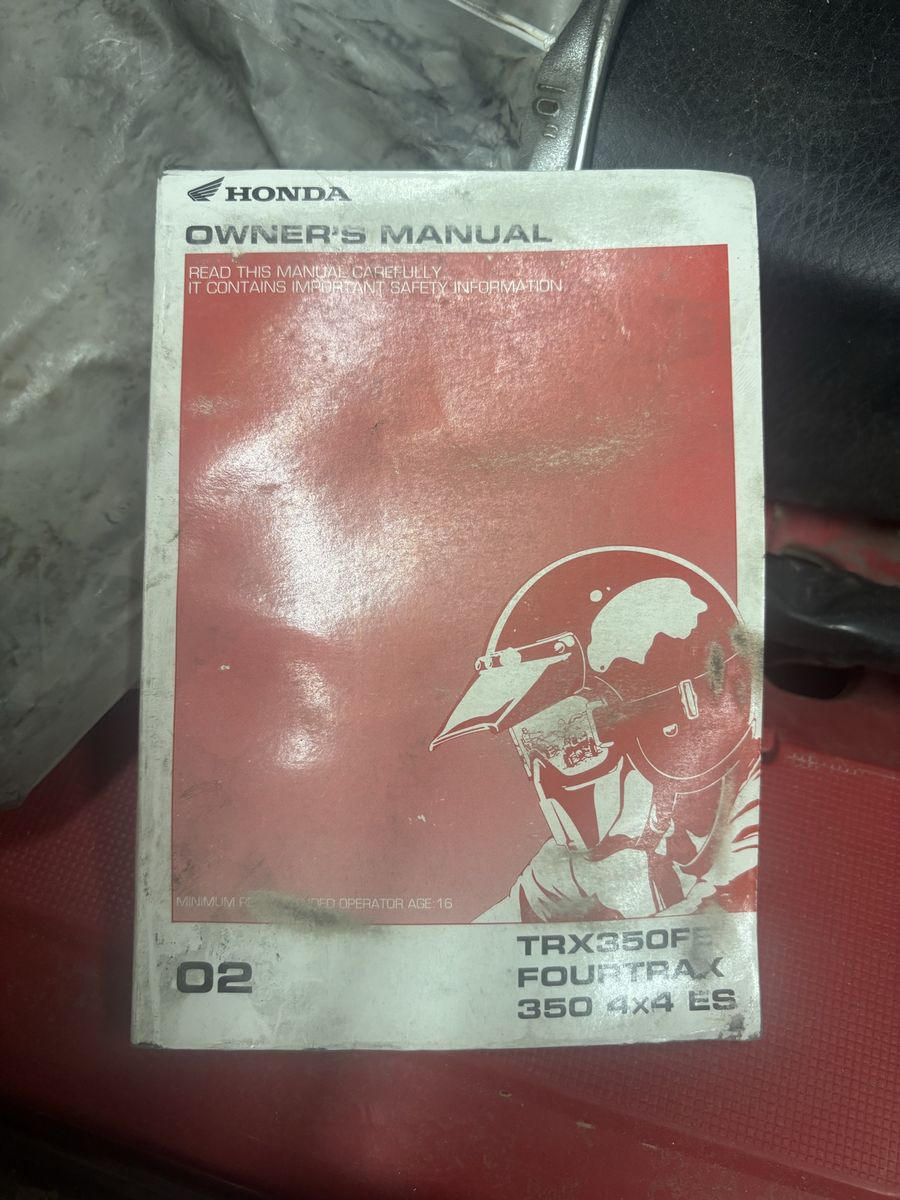 HONDA
OWNER'S MANUAL
READ THIS MANUAL CAREFULLY
IT CONTAINS IMPORTANT SAFETY INFORMATION
MINIMUM OPERATOR AGE:16
02
TRX350FE
FOURTRAX
350 4x4 ES